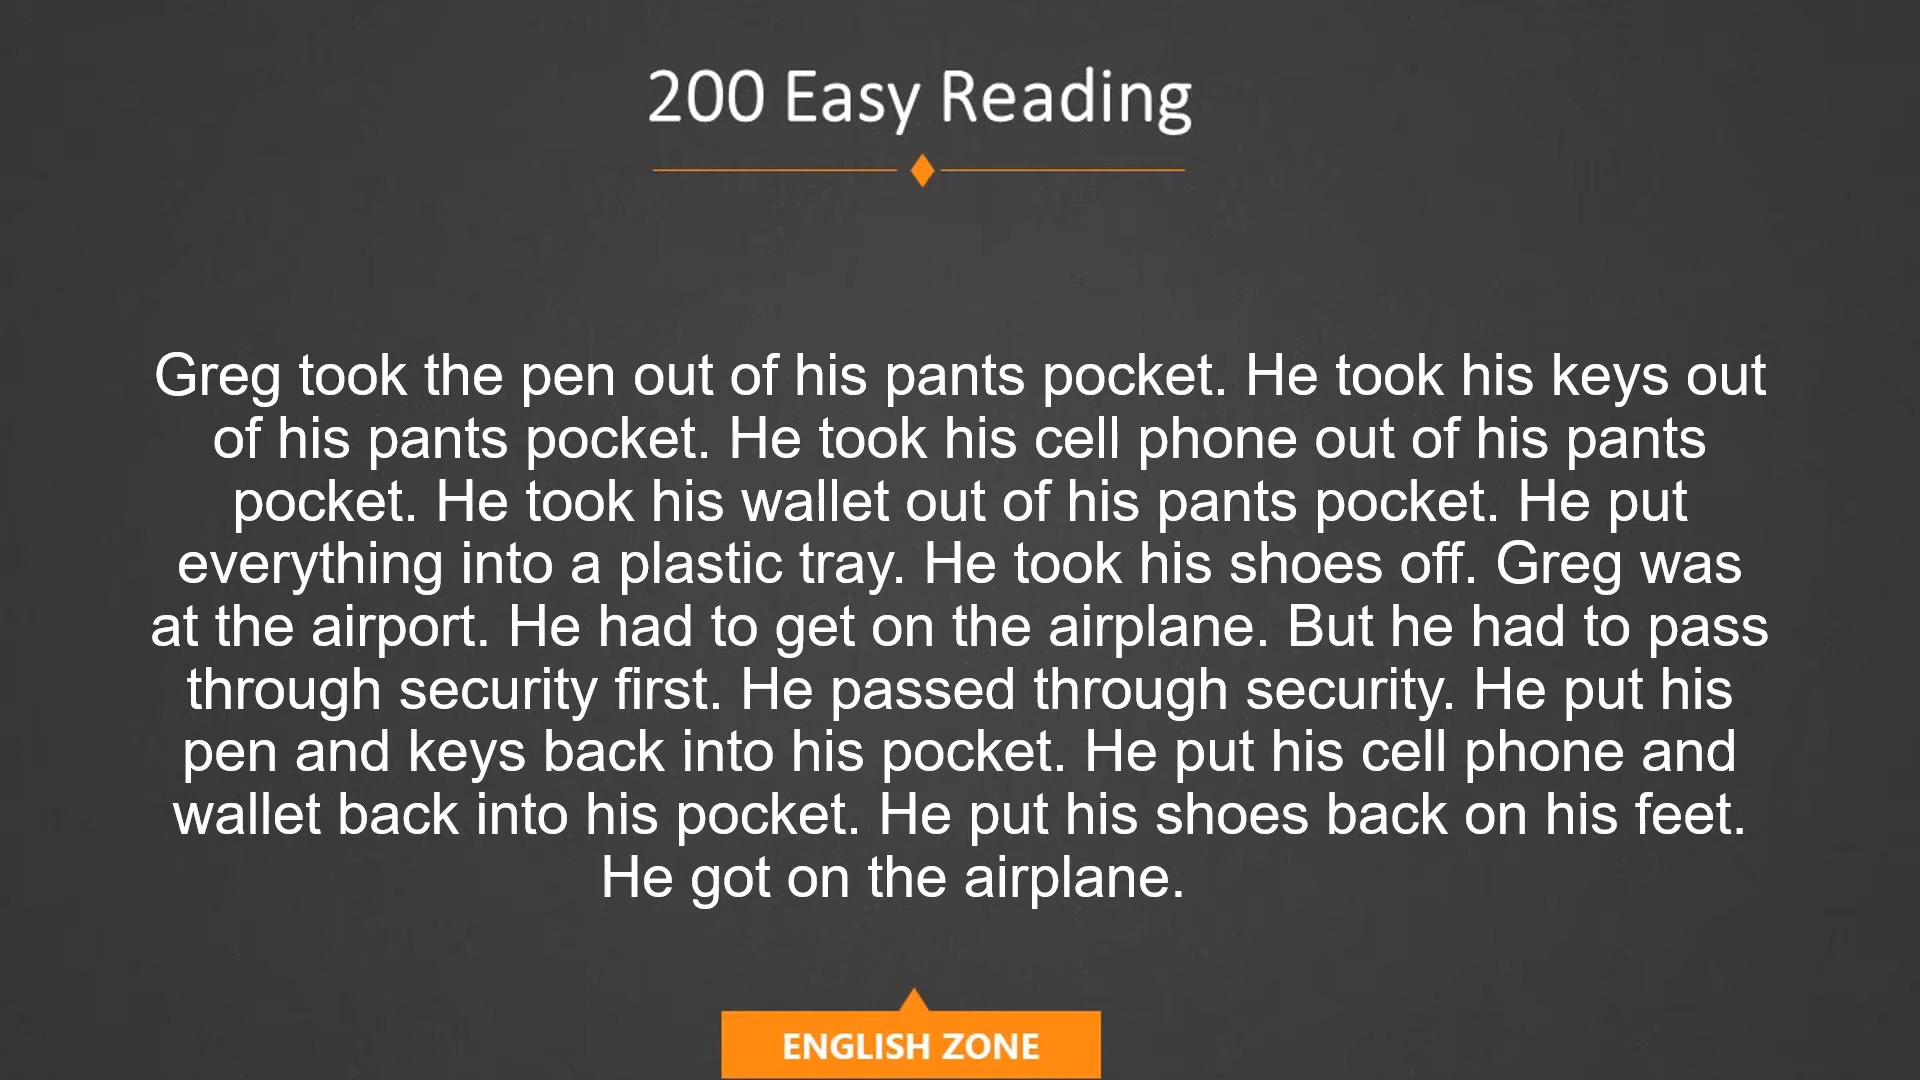 200 Easy Reading
Greg took the pen out of his pants pocket. He took his keys out
of his pants pocket. He took his cell phone out of his pants
pocket. He took his wallet out of his pants pocket. He put
everything into a plastic tray. He took his shoes off. Greg was
at the airport. He had to get on the airplane. But he had to pass
through security first. He passed through security. He put his
pen and keys back into his pocket. He put his cell phone and
wallet back into his pocket. He put his shoes back on his feet.
He got on the airplane.
ENGLISH ZONE